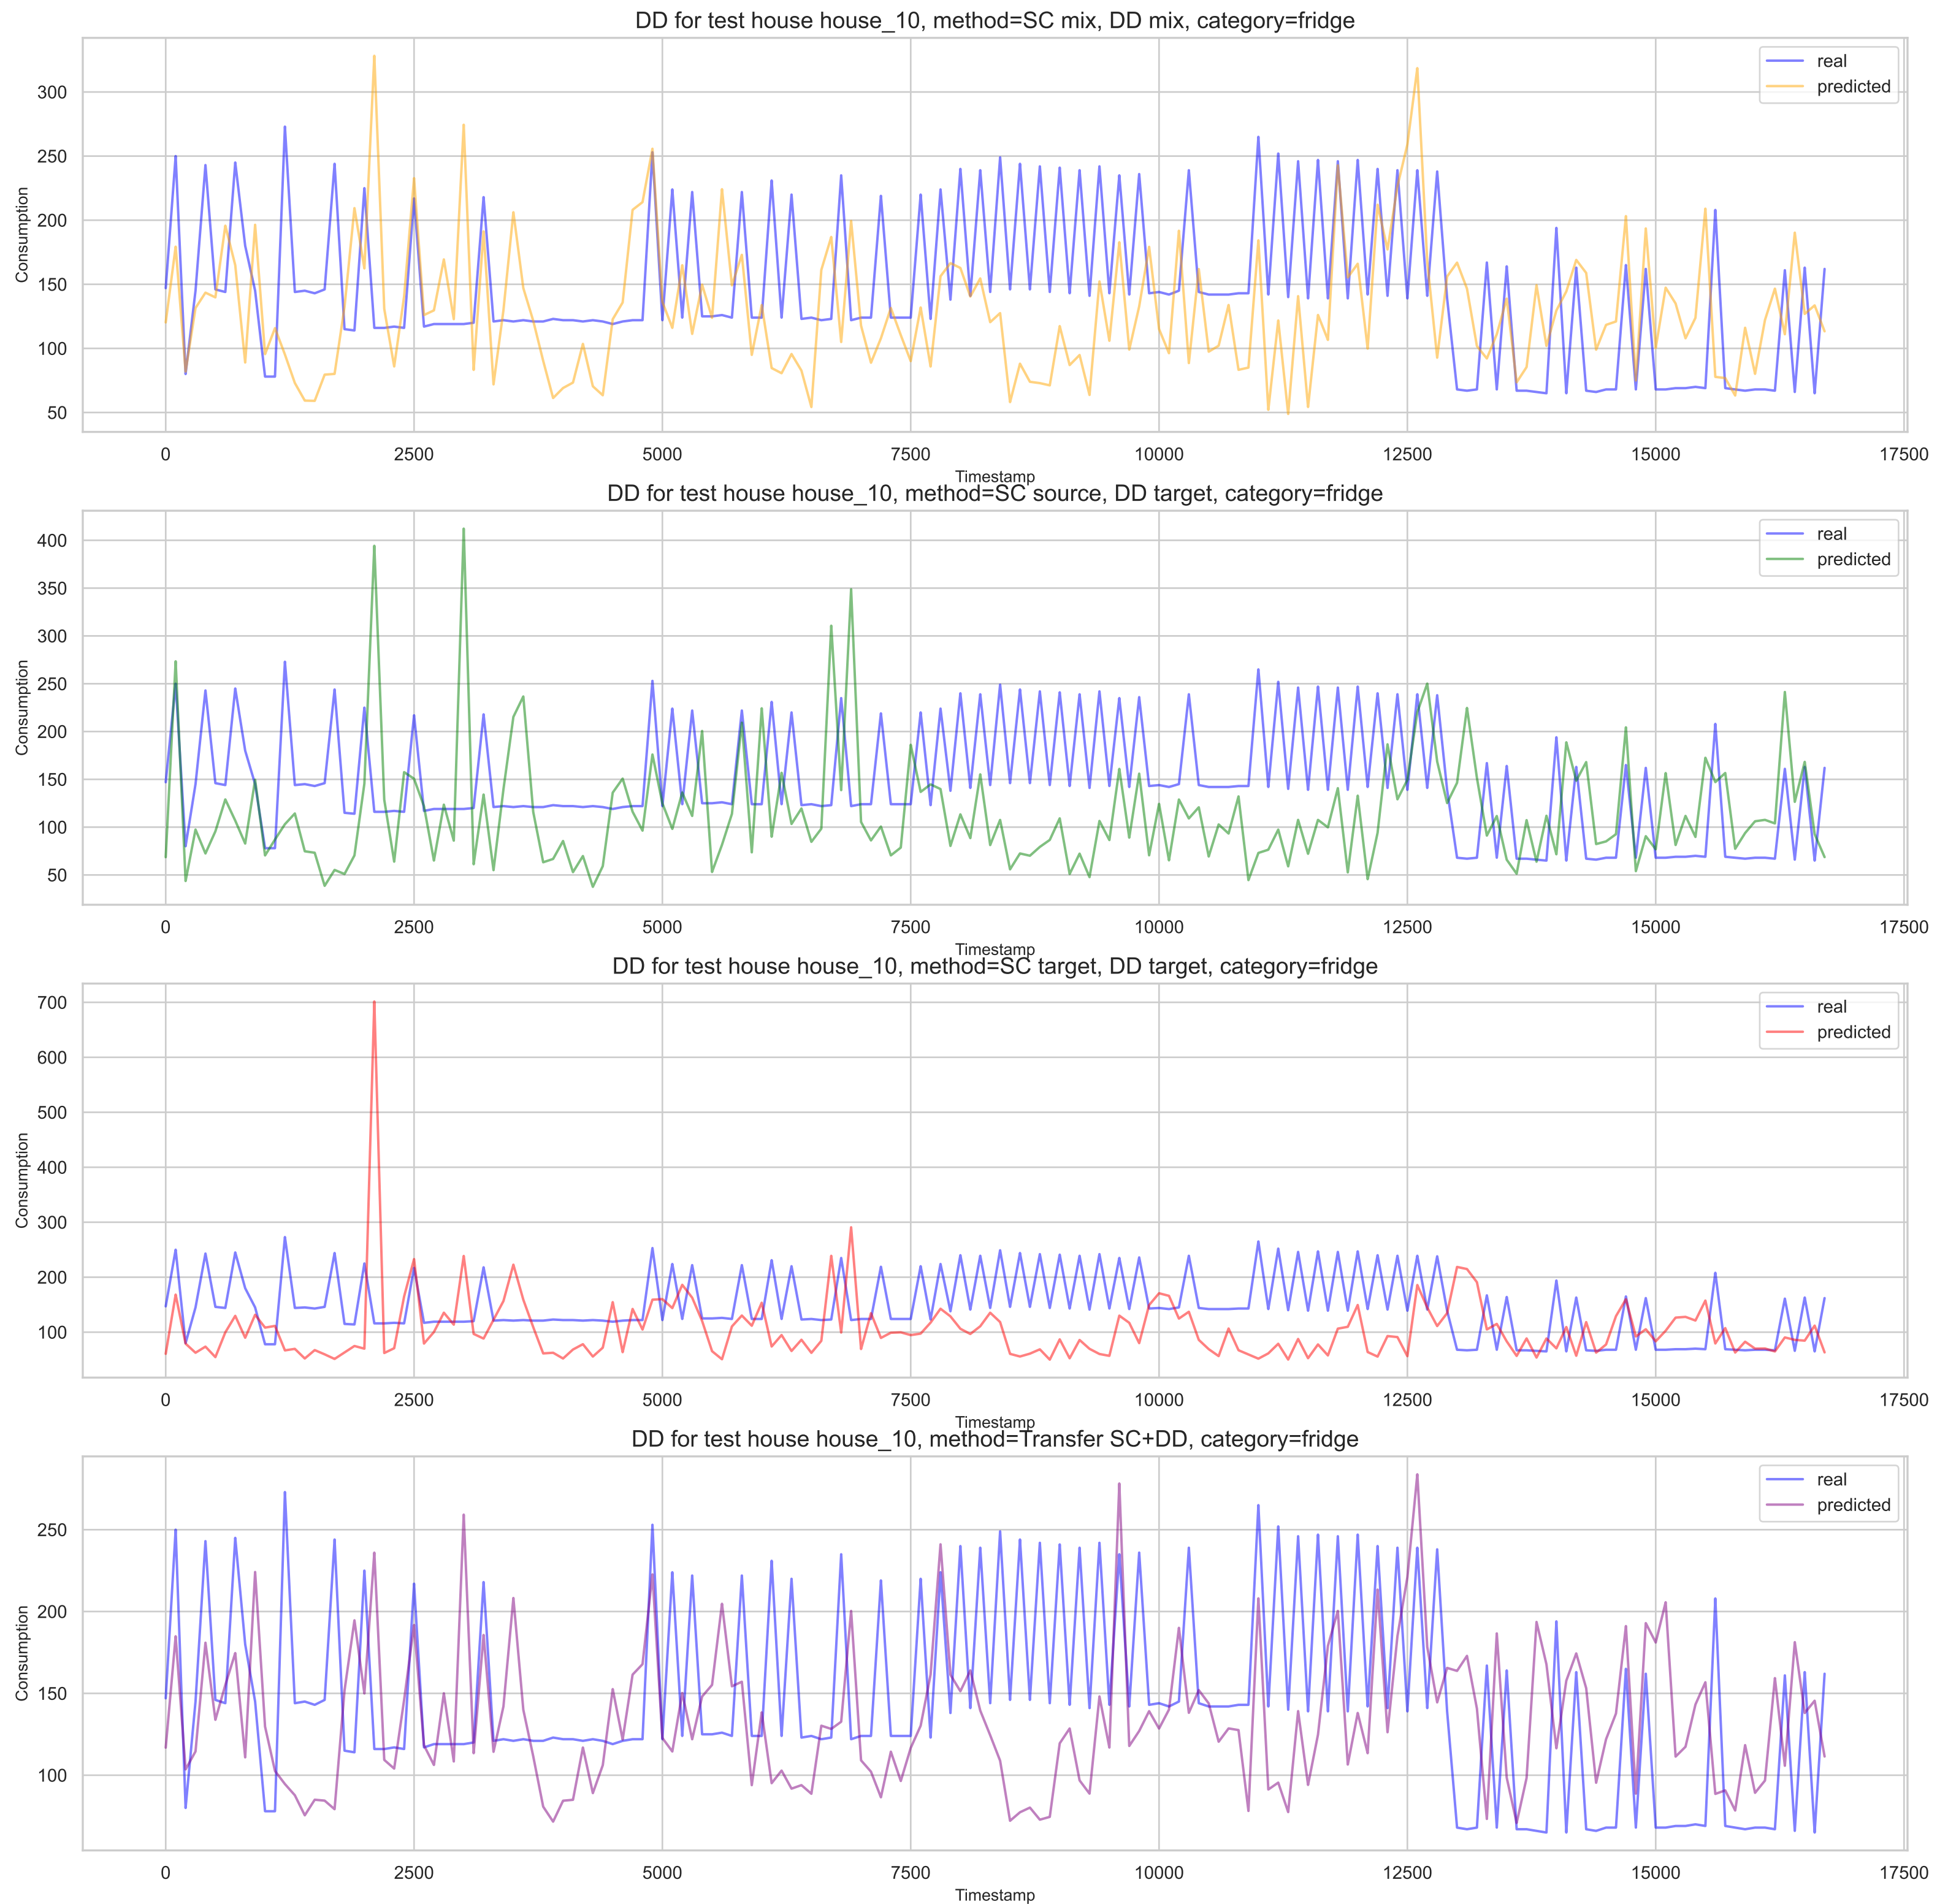 DD for test house house_10, method=SC mix, DD mix, category=fridge
real
predicted
Consumption
300
250
200
150
100
50
0 2500 5000 7500 10000 12500 15000 17500
Timestamp
DD for test house house_10, method=SC source, DD target, category=fridge
real
predicted
Consumption
400
350
300
250
200
150
100
50
0 2500 5000 7500 10000 12500 15000 17500
Timestamp
DD for test house house_10, method=SC target, DD target, category=fridge
real
predicted
Consumption
700
600
500
400
300
200
100
0 2500 5000 7500 10000 12500 15000 17500
Timestamp
DD for test house house_10, method=Transfer SC+DD, category=fridge
real
predicted
Consumption
250
200
150
100
0 2500 5000 7500 10000 12500 15000 17500
Timestamp